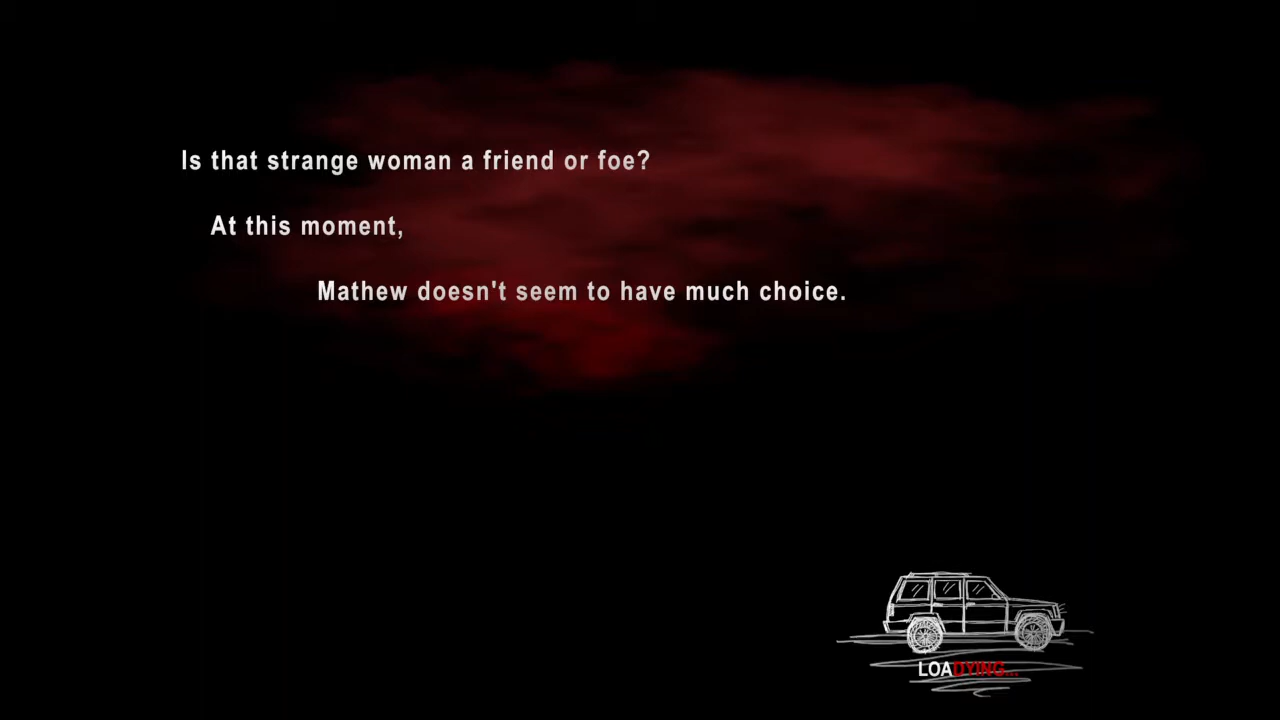 Is that strange woman a friend or foe?
At this moment,
Mathew doesn't seem to have much choice.
LOADYING...